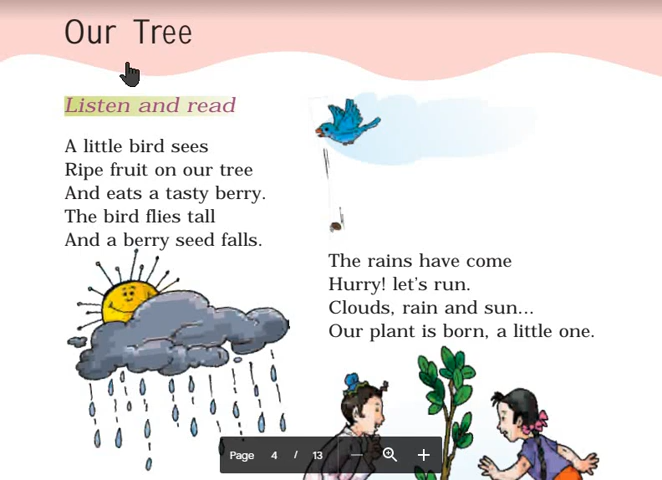 Our Tree
Listen and read
A little bird sees
Ripe fruit on our tree
And eats a tasty berry.
The bird flies tall
And a berry seed falls.
The rains have come
Hurry! let's run.
Clouds, rain and sun...
Our plant is born, a little one.
Page 4 / 13